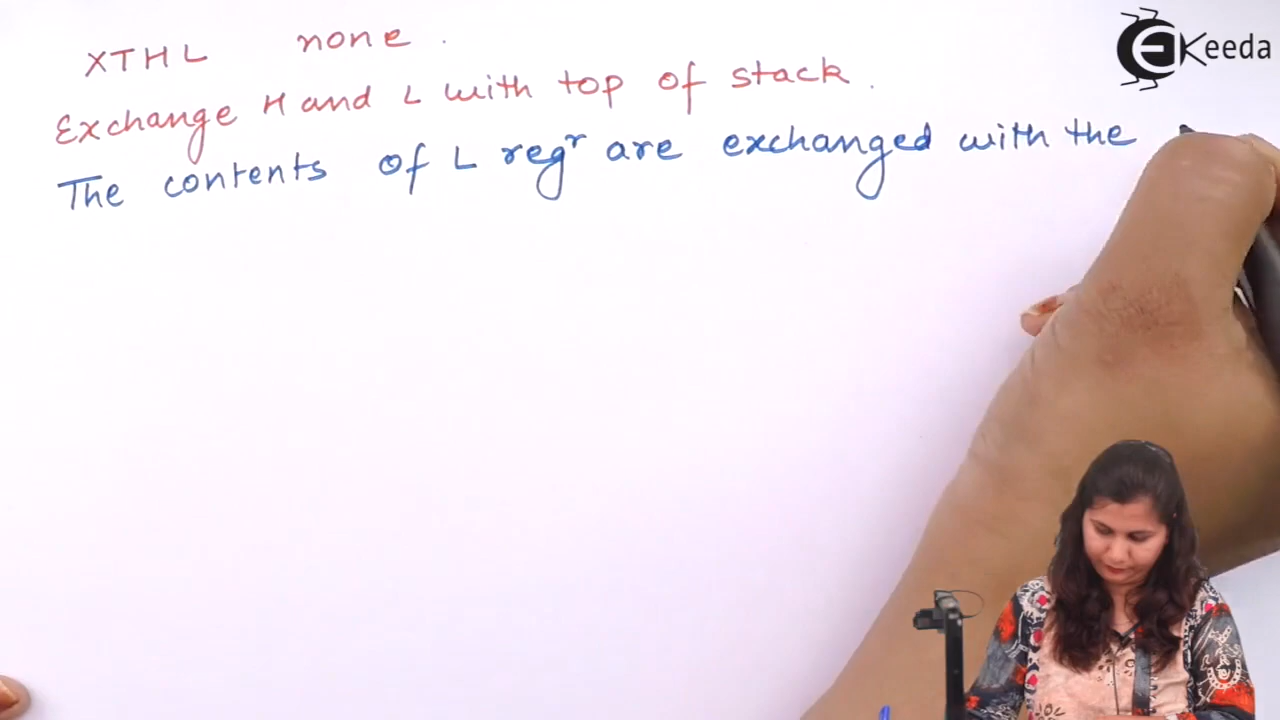 XTHL none .
Exchange H and L with top of stack .
The contents of L regr are exchanged with the
EKeeda